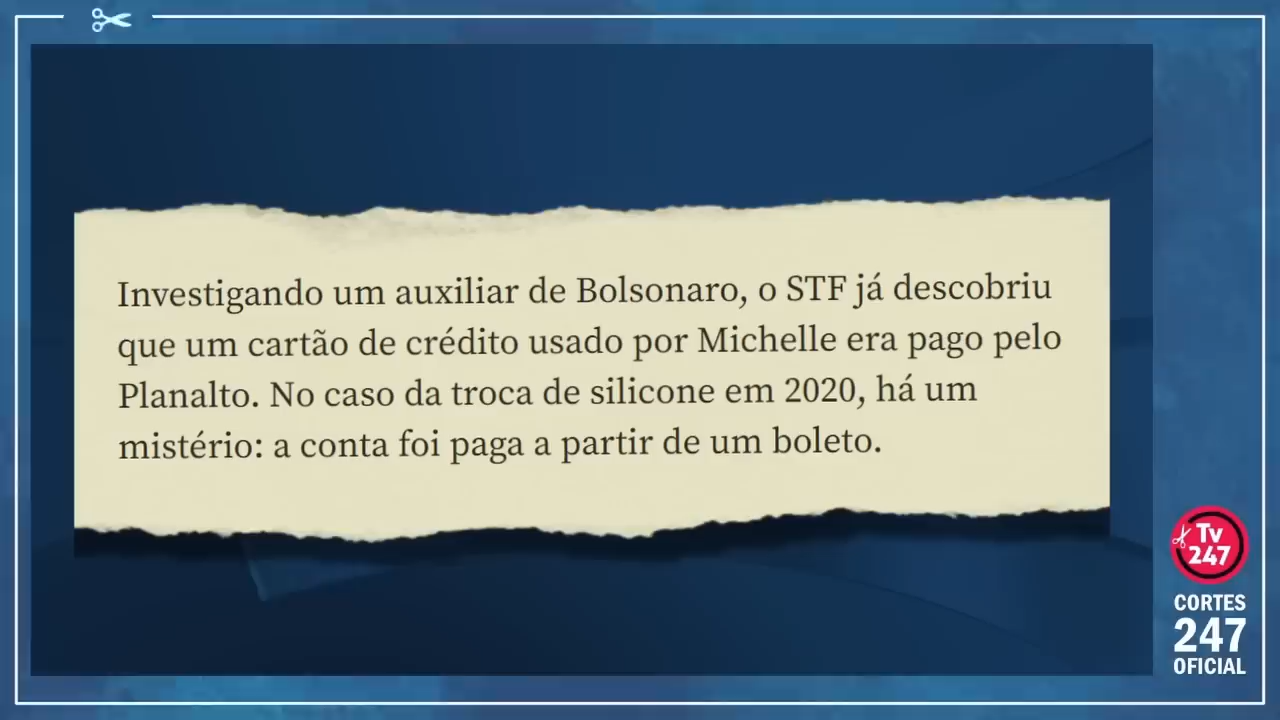 Investigando um auxiliar de Bolsonaro, o STF já descobriu
que um cartão de crédito usado por Michelle era pago pelo
Planalto. No caso da troca de silicone em 2020, há um
mistério: a conta foi paga a partir de um boleto.
Tv
247
CORTES
247
OFICIAL